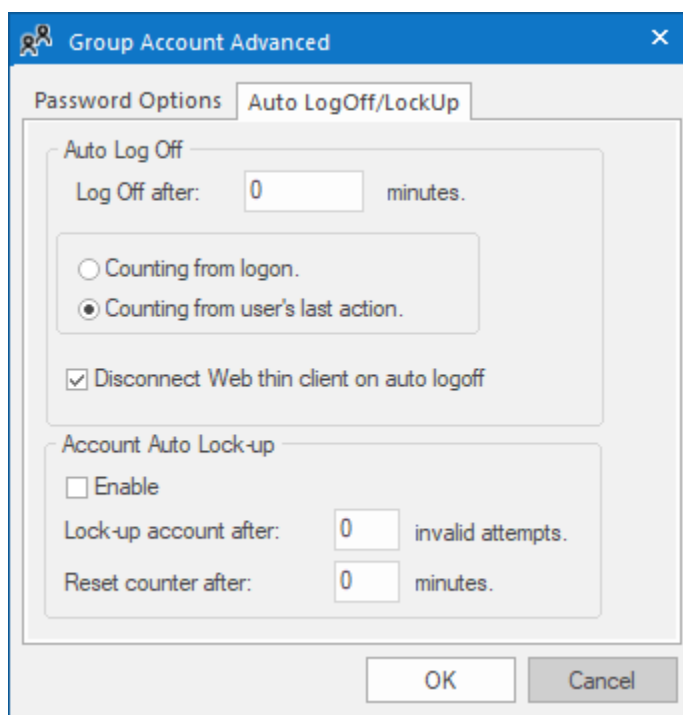 Group Account Advanced
Password Options Auto LogOff/LockUp
Auto Log Off
Log Off after: 0 minutes.
Counting from logon.
Counting from user's last action.
Disconnect Web thin client on auto logoff
Account Auto Lock-up
Enable
Lock-up account after: 0 invalid attempts.
Reset counter after: 0 minutes.
OK Cancel